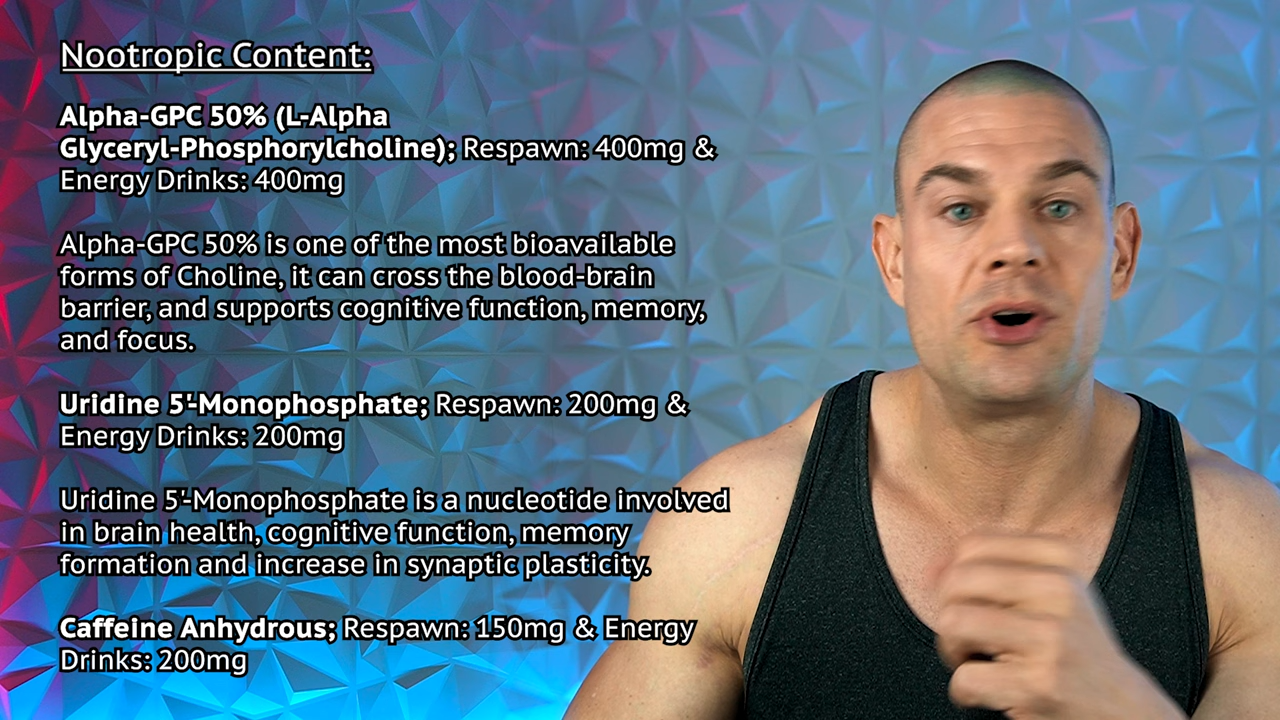 Nootropic Content:
Alpha-GPC 50% (L-Alpha
Glyceryl-Phosphorylcholine); Respawn: 400mg &
Energy Drinks: 400mg
Alpha-GPC 50% is one of the most bioavailable
forms of Choline, it can cross the blood-brain
barrier, and supports cognitive function, memory,
and focus.
Uridine 5'-Monophosphate; Respawn: 200mg &
Energy Drinks: 200mg
Uridine 5'-Monophosphate is a nucleotide involved
in brain health, cognitive function, memory
formation and increase in synaptic plasticity.
Caffeine Anhydrous; Respawn: 150mg & Energy
Drinks: 200mg